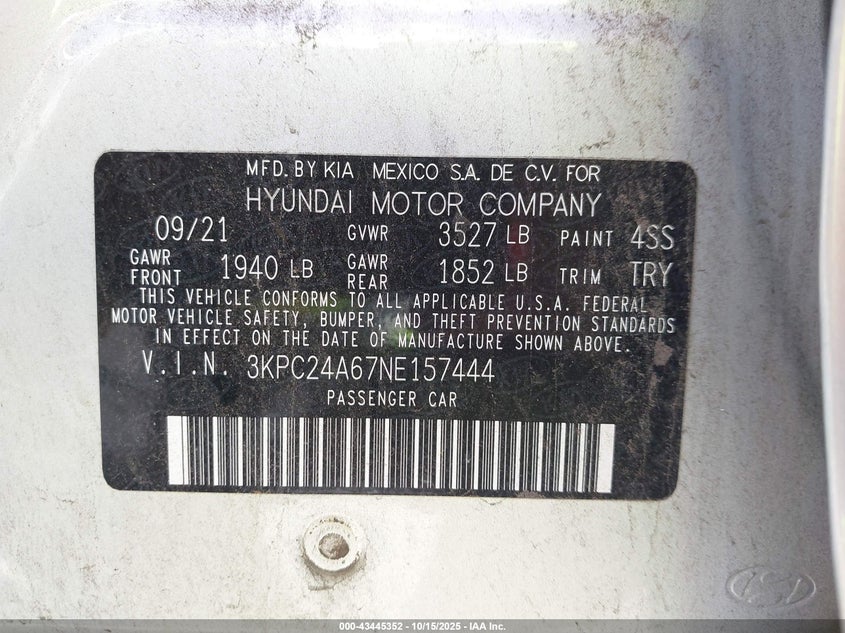 MFD. BY KIA MEXICO S.A. DE C.V. FOR
HYUNDAI MOTOR COMPANY
09/21 GVWR 3527 LB PAINT 4SS
GAWR FRONT 1940 LB GAWR REAR 1852 LB TRIM TRY
THIS VEHICLE CONFORMS TO ALL APPLICABLE U.S.A. FEDERAL
MOTOR VEHICLE SAFETY, BUMPER, AND THEFT PREVENTION STANDARDS
IN EFFECT ON THE DATE OF MANUFACTURE SHOWN ABOVE.
V.I.N. 3KPC24A67NE157444
PASSENGER CAR
000-43445352 - 10/15/2025 - IAA Inc.